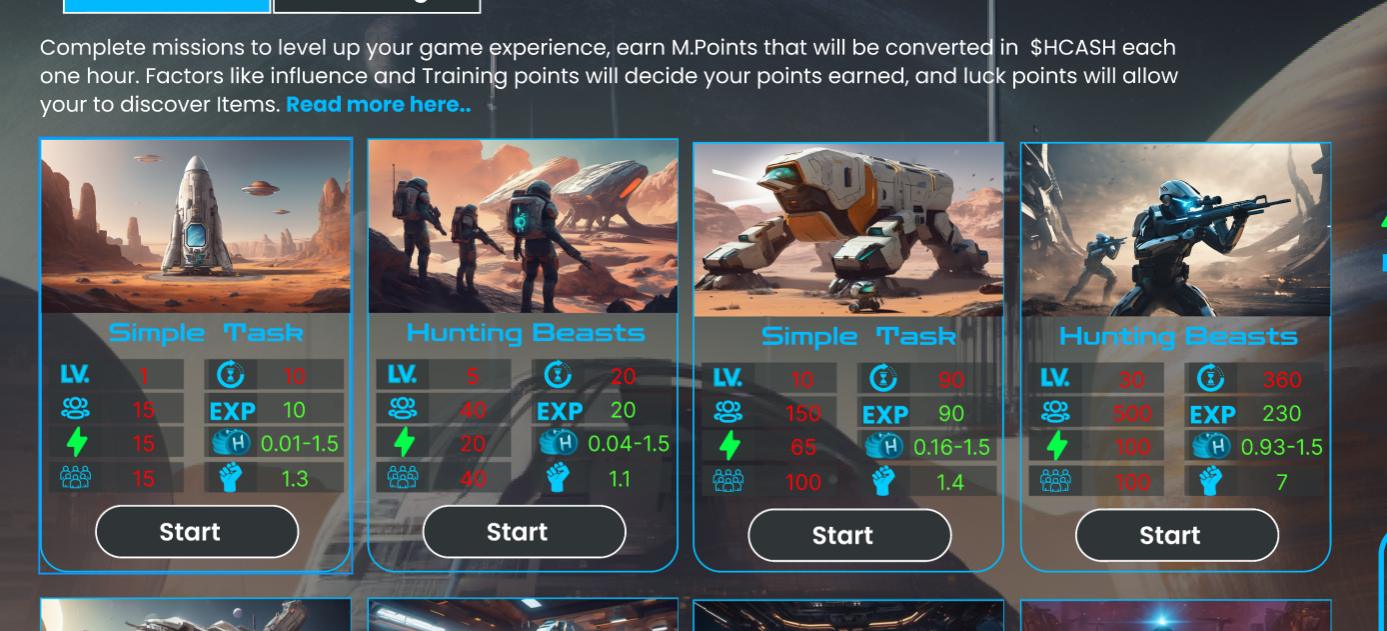 Complete missions to level up your game experience, earn M.Points that will be converted in $HCASH each
one hour. Factors like influence and Training points will decide your points earned, and luck points will allow
your to discover Items. Read more here..
Simple Task
LV. 1 10
15 EXP 10
15 H 0.01-1.5
15 1.3
Start
Hunting Beasts
LV. 5 20
40 EXP 20
20 H 0.04-1.5
40 1.1
Start
Simple Task
LV. 10 90
150 EXP 90
65 H 0.16-1.5
100 1.4
Start
Hunting Beasts
LV. 30 360
500 EXP 230
100 H 0.93-1.5
100 7
Start